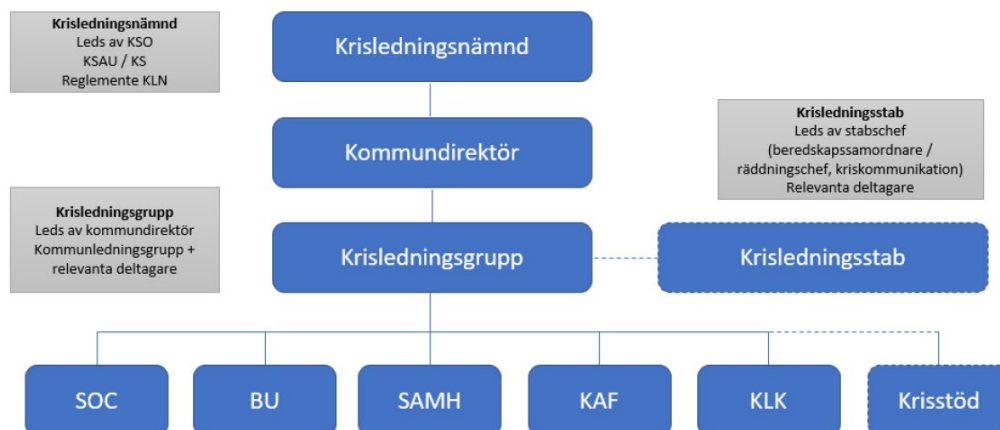 Krisledningsnämnd
Leds av KSO
KSAU / KS
Reglemente KLN
Krisledningsnämnd
Kommundirektör
Krisledningsstab
Leds av stabschef
(beredskapssamordnare /
räddningschef, kriskommunikation)
Relevanta deltagare
Krisledningsgrupp
Leds av kommundirektör
Kommunledningsgrupp +
relevanta deltagare
Krisledningsgrupp
Krisledningsstab
SOC
BU
SAMH
KAF
KLK
Krisstöd